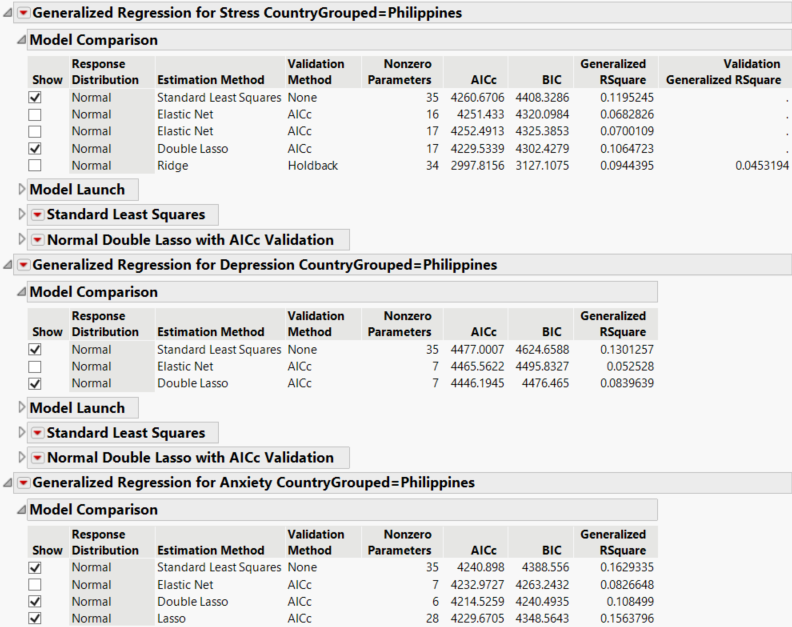 Generalized Regression for Stress CountryGrouped=Philippines
Model Comparison
Response Validation Nonzero Generalized Validation
Show Distribution Estimation Method Method Parameters AICc BIC RSquare Generalized RSquare
Normal Standard Least Squares None 35 4260.6706 4408.3286 0.1195245 .
Normal Elastic Net AICc 16 4251.433 4320.0984 0.0682826 .
Normal Elastic Net AICc 17 4252.4913 4325.3853 0.0700109 .
Normal Double Lasso AICc 17 4229.5339 4302.4279 0.1064723 .
Normal Ridge Holdback 34 2997.8156 3127.1075 0.0944395 0.0453194
Model Launch
Standard Least Squares
Normal Double Lasso with AICc Validation
Generalized Regression for Depression CountryGrouped=Philippines
Model Comparison
Response Validation Nonzero Generalized
Show Distribution Estimation Method Method Parameters AICc BIC RSquare
Normal Standard Least Squares None 35 4477.0007 4624.6588 0.1301257
Normal Elastic Net AICc 7 4465.5622 4495.8327 0.052528
Normal Double Lasso AICc 7 4446.1945 4476.465 0.0839639
Model Launch
Standard Least Squares
Normal Double Lasso with AICc Validation
Generalized Regression for Anxiety CountryGrouped=Philippines
Model Comparison
Response Validation Nonzero Generalized
Show Distribution Estimation Method Method Parameters AICc BIC RSquare
Normal Standard Least Squares None 35 4240.898 4388.556 0.1629335
Normal Elastic Net AICc 7 4232.9727 4263.2432 0.0826648
Normal Double Lasso AICc 6 4214.5259 4240.4935 0.108499
Normal Lasso AICc 28 4229.6705 4348.5643 0.1563796